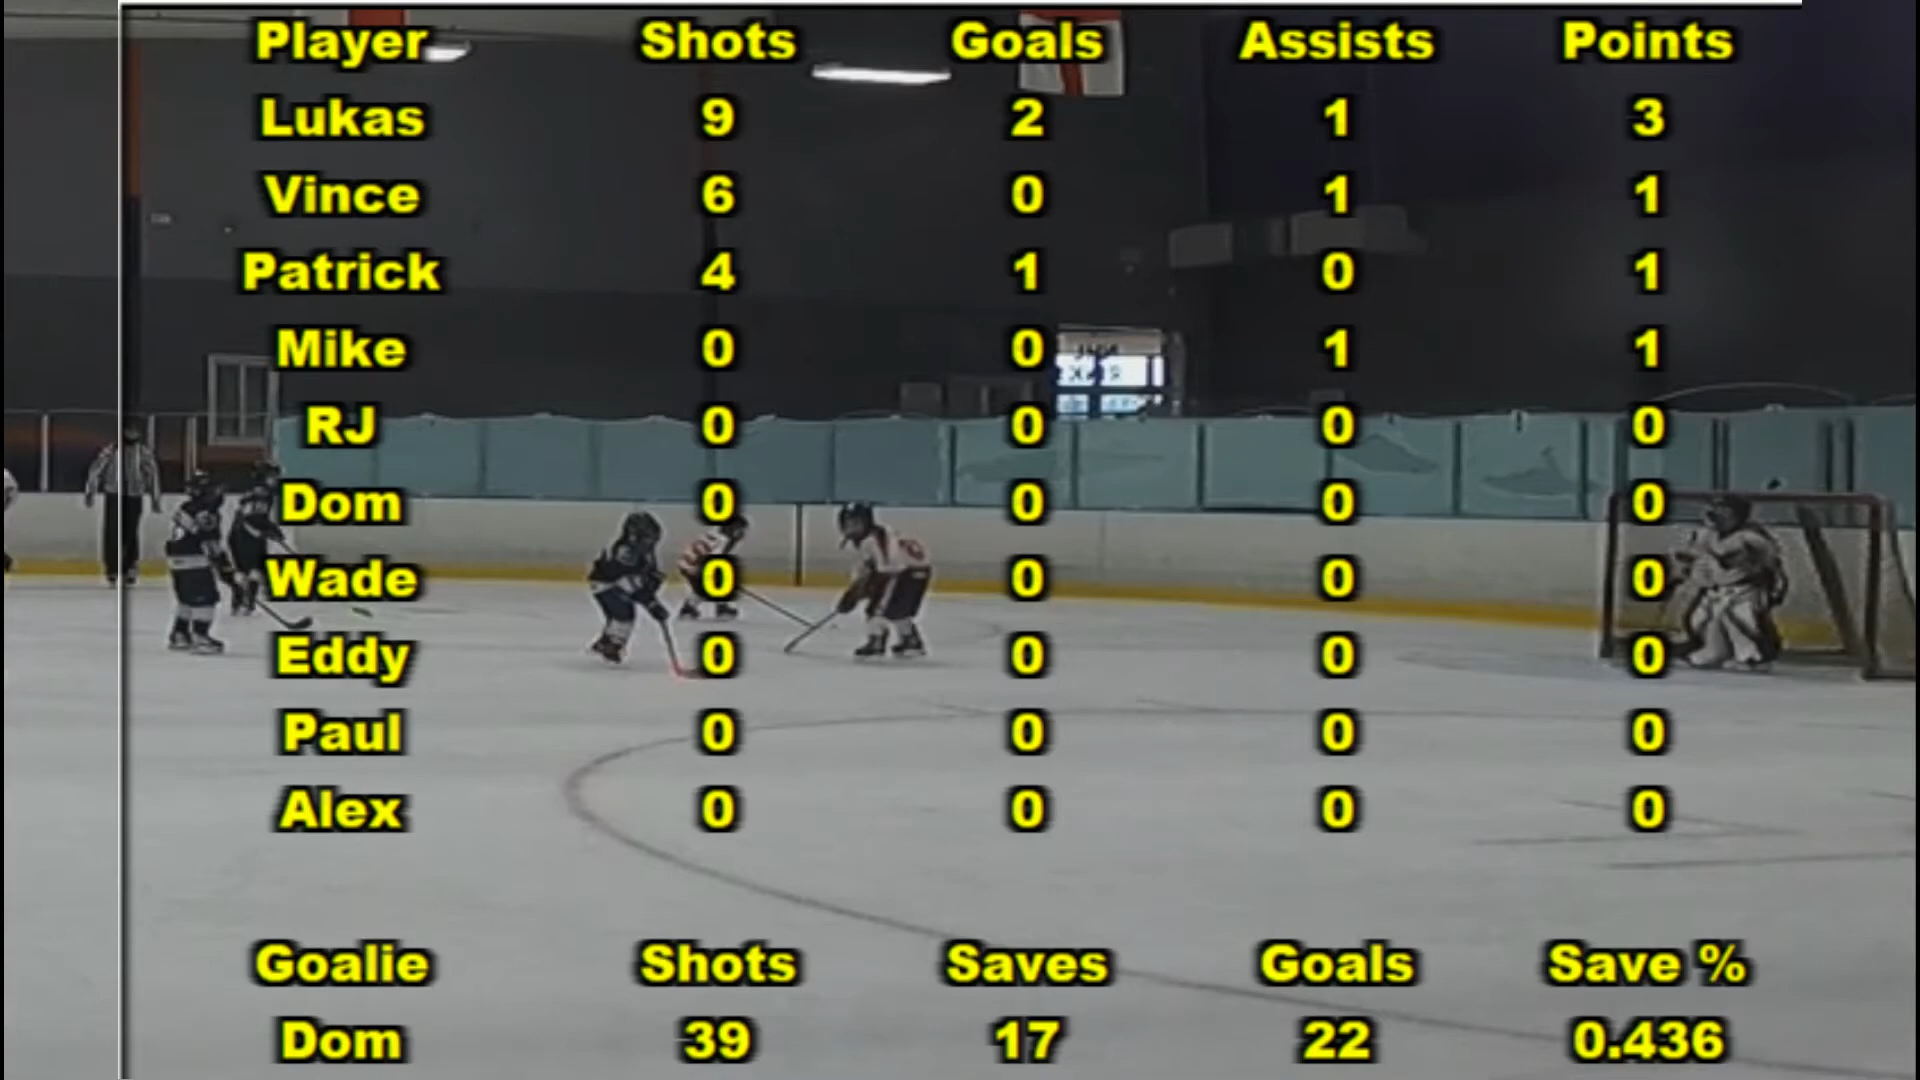 Player Shots Goals Assists Points
Lukas 9 2 1 3
Vince 6 0 1 1
Patrick 4 1 0 1
Mike 0 0 1 1
RJ 0 0 0 0
Dom 0 0 0 0
Wade 0 0 0 0
Eddy 0 0 0 0
Paul 0 0 0 0
Alex 0 0 0 0
Goalie Shots Saves Goals Save %
Dom 39 17 22 0.436